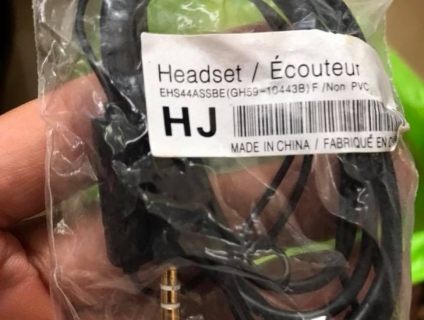 Headset / Écouteur
EHS44ASSBE(GH59-10443B) F /Non PVC
HJ
MADE IN CHINA / FABRIQUÉ EN